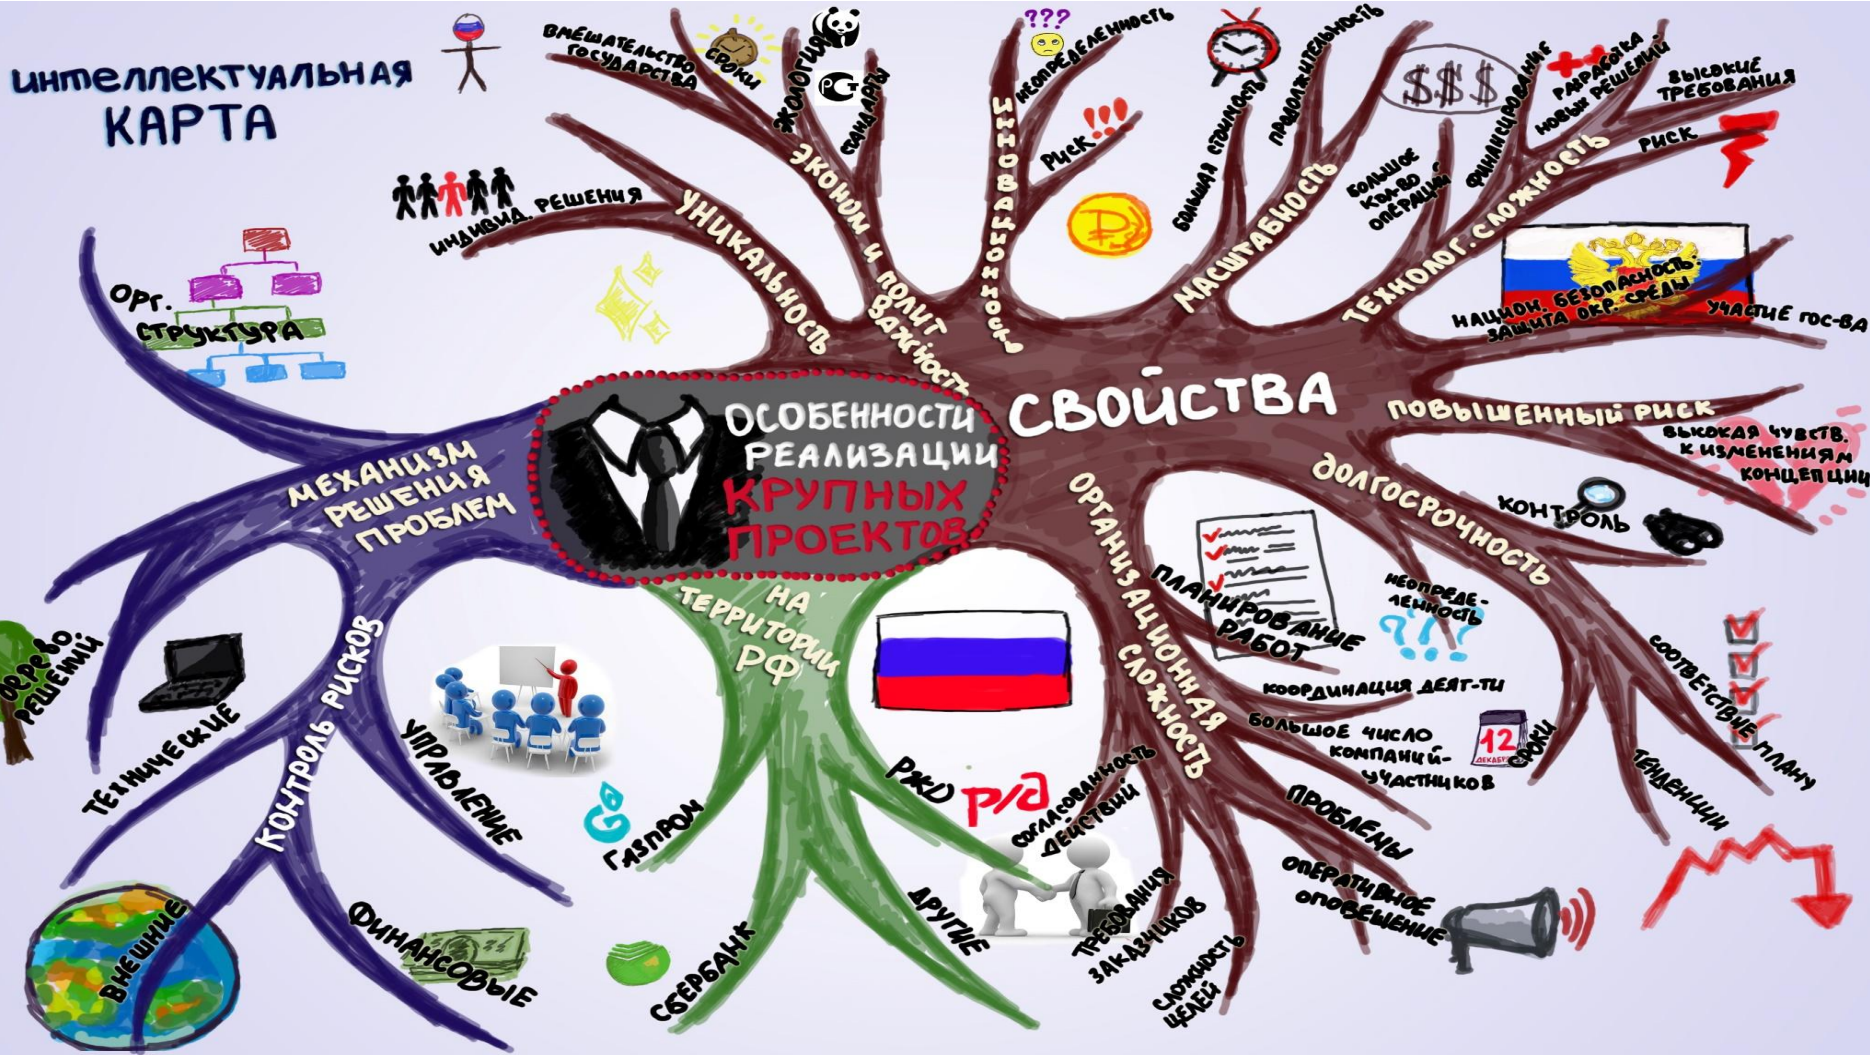 ИНТЕЛЛЕКТУАЛЬНАЯ
КАРТА
ОСОБЕННОСТИ
РЕАЛИЗАЦИИ
КРУПНЫХ
ПРОЕКТОВ
СВОЙСТВА
УНИКАЛЬНОСТЬ
ИНДИВИД. РЕШЕНИЯ
ЭКОНОМ И ПОЛИТ
ВАЖНОСТЬ
ВМЕШАТЕЛЬСТВО
ГОСУДАРСТВА
СРОКИ
ЭКОЛОГИЯ
СТАНДАРТЫ
РСТ
ИННОВАЦИОННОСТЬ
???
НЕОПРЕДЕЛЕННОСТЬ
РИСК
!!!
МАСШТАБНОСТЬ
БОЛЬШАЯ СТОИМОСТЬ
ПРОДОЛЖИТЕЛЬНОСТЬ
$$$
ТЕХНОЛОГ. СЛОЖНОСТЬ
БОЛЬШОЕ
КОЛ-ВО
ОПЕРАЦИЙ
ФИНАНСИРОВАНИЕ
РАЗРАБОТКА
НОВЫХ РЕШЕНИЙ
ВЫСОКИЕ
ТРЕБОВАНИЯ
РИСК
НАЦИОН. БЕЗОПАСНОСТЬ:
ЗАЩИТА ОКР. СРЕДЫ
УЧАСТИЕ ГОС-ВА
ПОВЫШЕННЫЙ РИСК
ВЫСОКАЯ ЧУВСТВ.
К ИЗМЕНЕНИЯМ
КОНЦЕПЦИИ
ДОЛГОСРОЧНОСТЬ
КОНТРОЛЬ
НЕОПРЕДЕ-
ЛЕННОСТЬ
?!?
СООТВЕТСТВИЕ ПЛАНУ
ТЕНДЕНЦИИ
СРОКИ
12
ДЕКАБРЬ
ОРГАНИЗАЦИОННАЯ
СЛОЖНОСТЬ
ПЛАНИРОВАНИЕ
РАБОТ
КООРДИНАЦИЯ ДЕЯТ-ТИ
БОЛЬШОЕ ЧИСЛО
КОМПАНИЙ-
УЧАСТНИКОВ
ПРОБЛЕМЫ
ОПЕРАТИВНОЕ
ОПОВЕЩЕНИЕ
СЛОЖНОСТЬ
ЦЕЛЕЙ
ТРЕБОВАНИЯ
ЗАКАЗЧИКОВ
СОГЛАСОВАННОСТЬ
ДЕЙСТВИЙ
НА
ТЕРРИТОРИИ
РФ
РЖД
ДРУГИЕ
СБЕРБАНК
ГАЗПРОМ
МЕХАНИЗМ
РЕШЕНИЯ
ПРОБЛЕМ
ОРГ.
СТРУКТУРА
ДЕРЕВО
РЕШЕНИЙ
КОНТРОЛЬ РИСКОВ
ТЕХНИЧЕСКИЕ
УПРАВЛЕНИЕ
ВНЕШНИЕ
ФИНАНСОВЫЕ